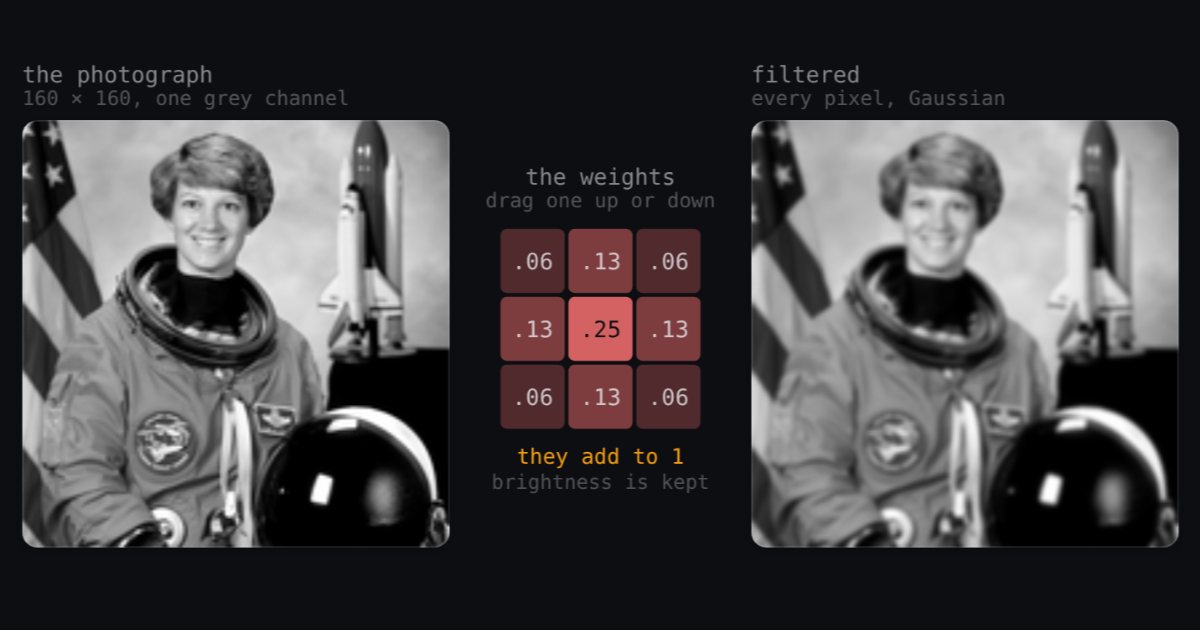 the photograph
160 × 160, one grey channel
the weights
drag one up or down
.06 .13 .06
.13 .25 .13
.06 .13 .06
they add to 1
brightness is kept
filtered
every pixel, Gaussian